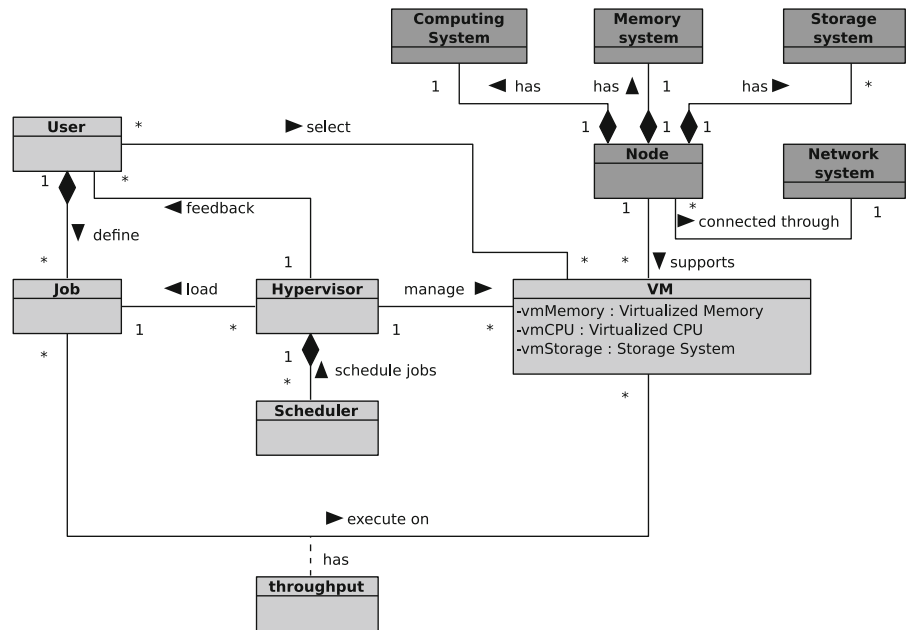 Computing
System
Memory
system
Storage
system
1
has
has
1
has
*
1
1
1
User
*
select
Node
Network
system
1
*
feedback
1
*
connected through
1
define
*
1
*
*
supports
Job
load
Hypervisor
manage
VM
-vmMemory : Virtualized Memory
-vmCPU : Virtualized CPU
-vmStorage : Storage System
1
*
1
*
*
1
*
schedule jobs
*
Scheduler
execute on
has
throughput